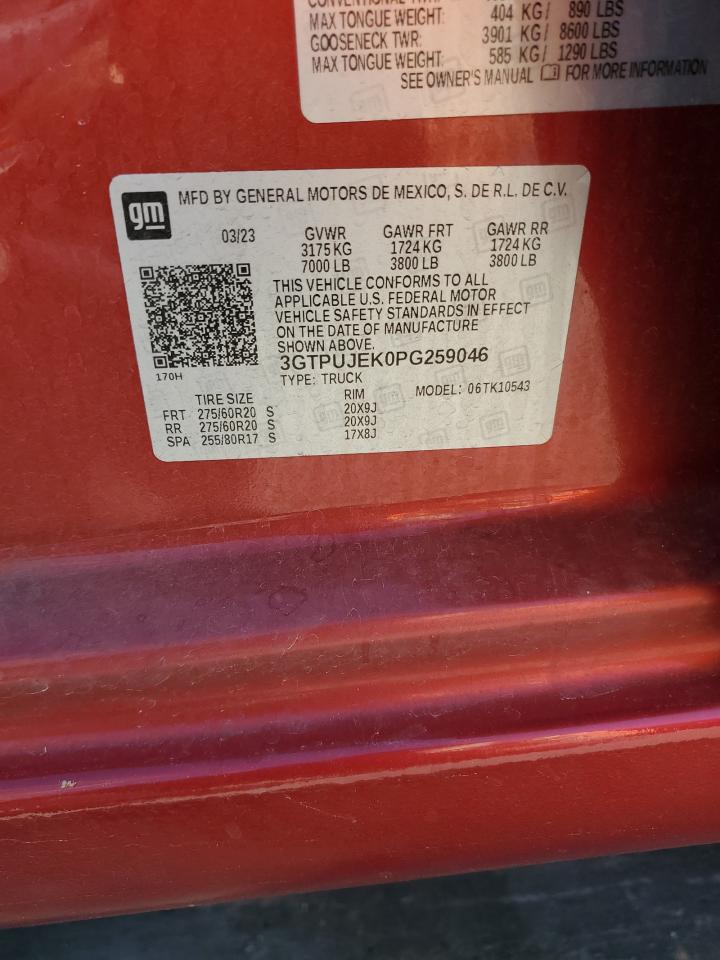 MAX TONGUE WEIGHT: 404 KG/ 890 LBS
GOOSENECK TWR: 3901 KG/ 8600 LBS
MAX TONGUE WEIGHT: 585 KG/ 1290 LBS
SEE OWNER'S MANUAL FOR MORE INFORMATION
gm
MFD BY GENERAL MOTORS DE MEXICO, S. DE R.L. DE C.V.
03/23 GVWR GAWR FRT GAWR RR
3175 KG 1724 KG 1724 KG
7000 LB 3800 LB 3800 LB
THIS VEHICLE CONFORMS TO ALL
APPLICABLE U.S. FEDERAL MOTOR
VEHICLE SAFETY STANDARDS IN EFFECT
ON THE DATE OF MANUFACTURE
SHOWN ABOVE.
170H
3GTPUJEK0PG259046
TYPE: TRUCK MODEL: 06TK10543
TIRE SIZE RIM
FRT 275/60R20 S 20X9J
RR 275/60R20 S 20X9J
SPA 255/80R17 S 17X8J